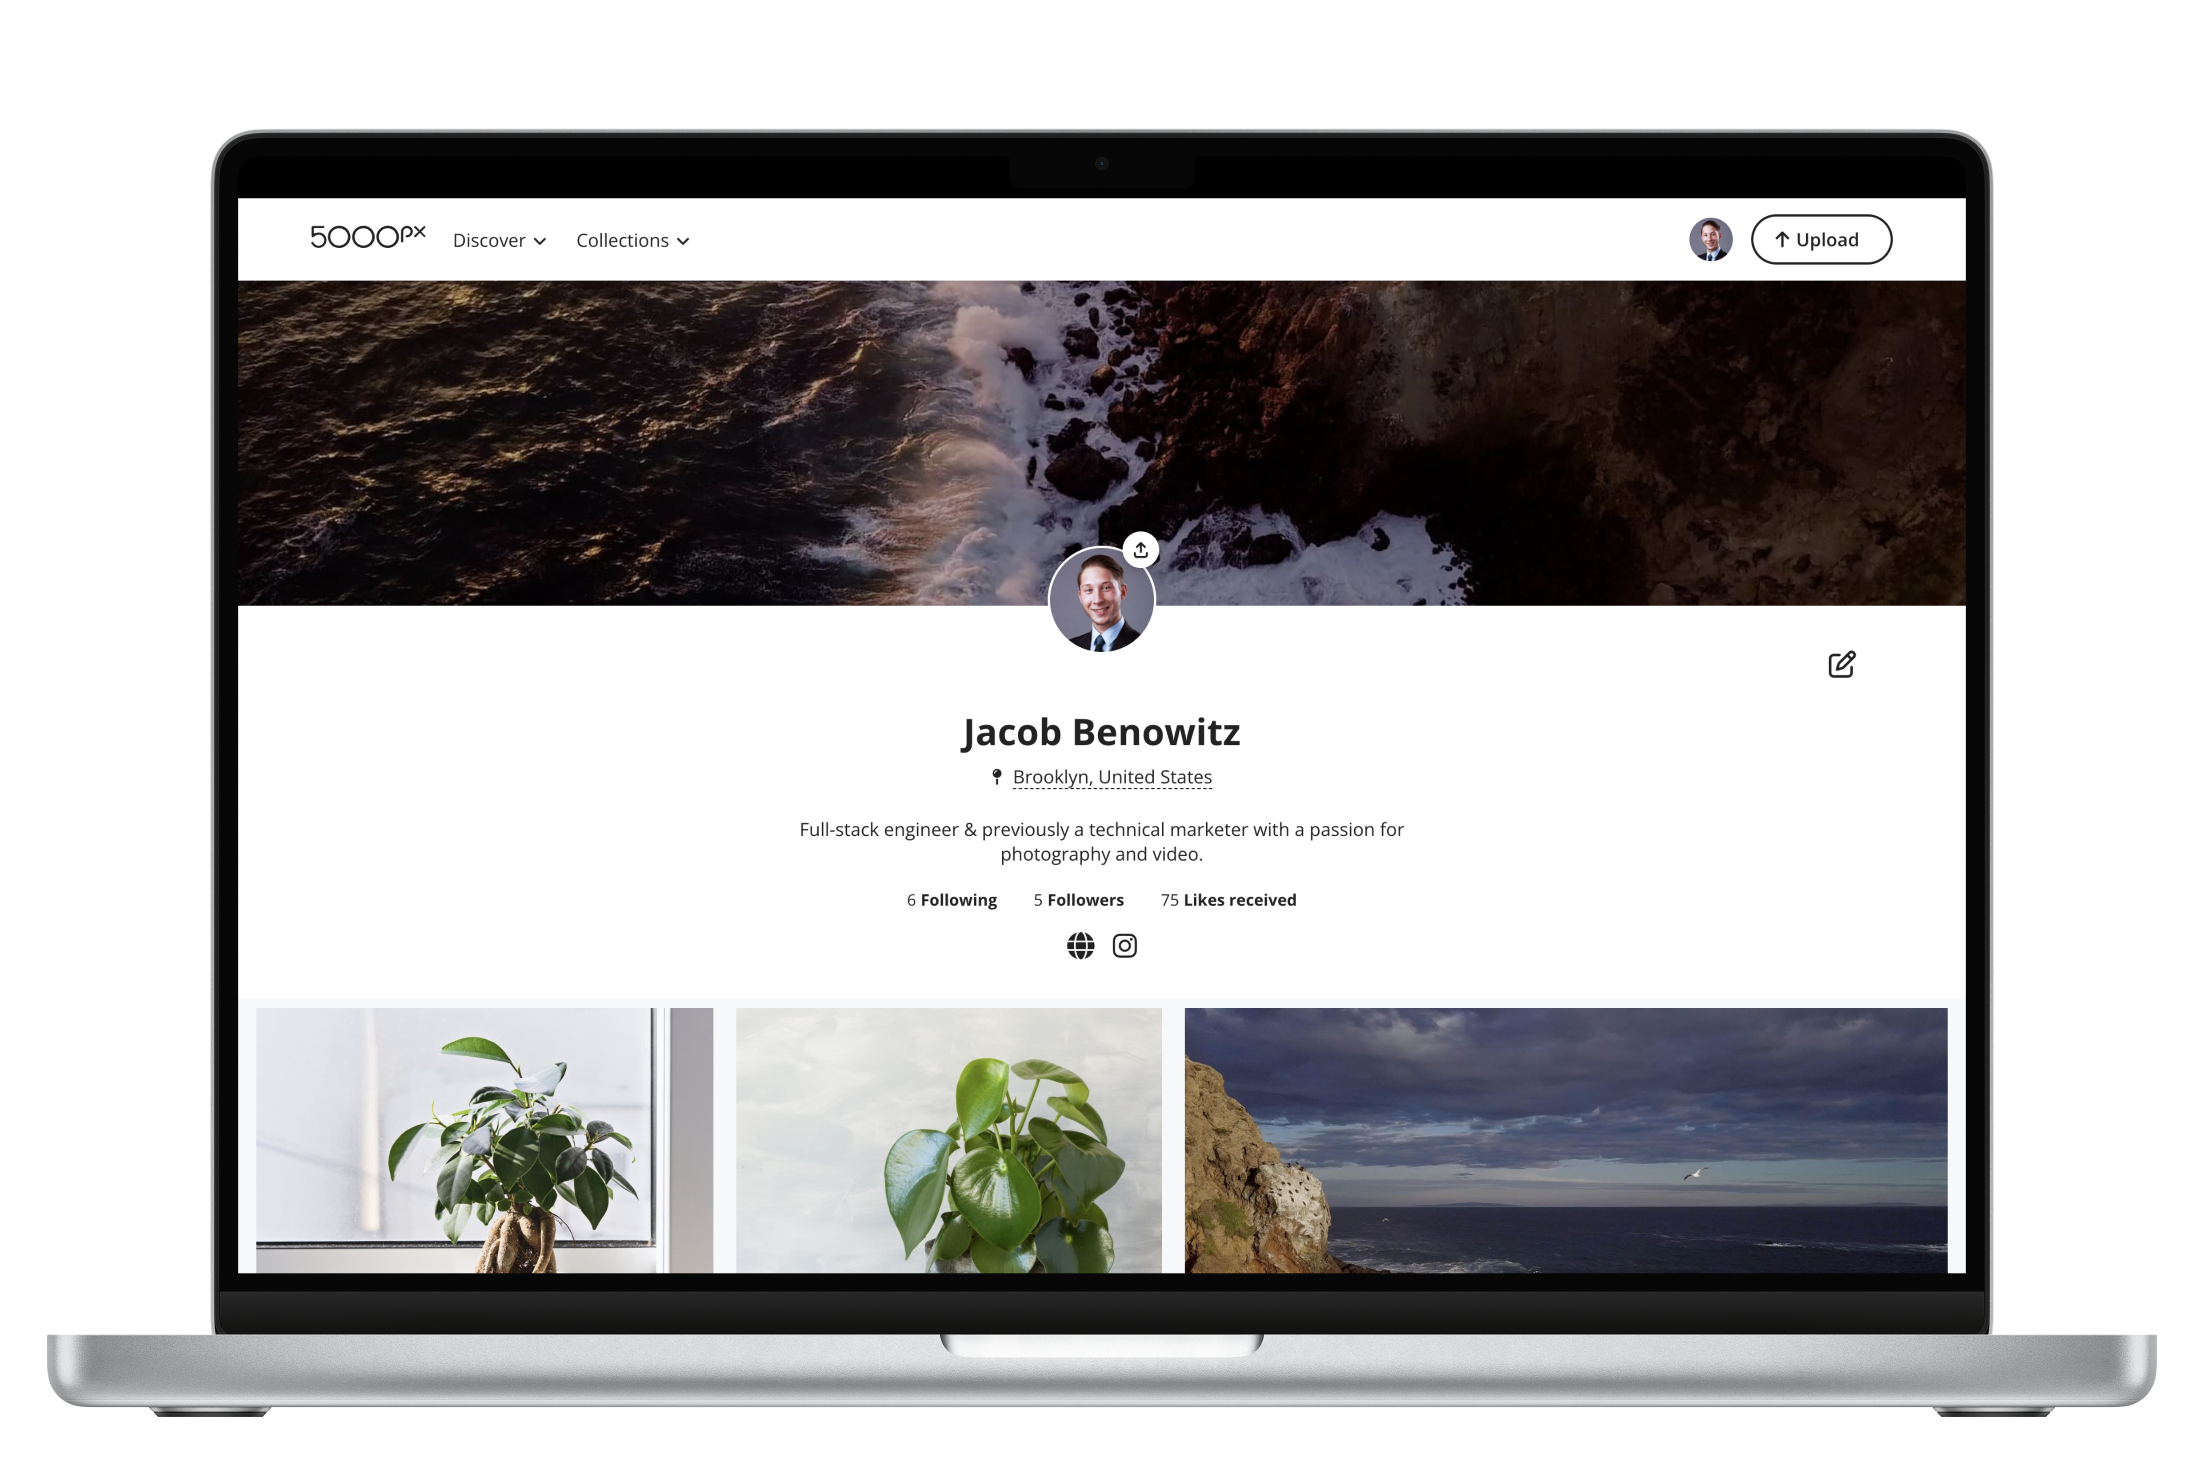 5000px Discover Collections Upload
Jacob Benowitz
Brooklyn, United States
Full-stack engineer & previously a technical marketer with a passion for
photography and video.
6 Following 5 Followers 75 Likes received